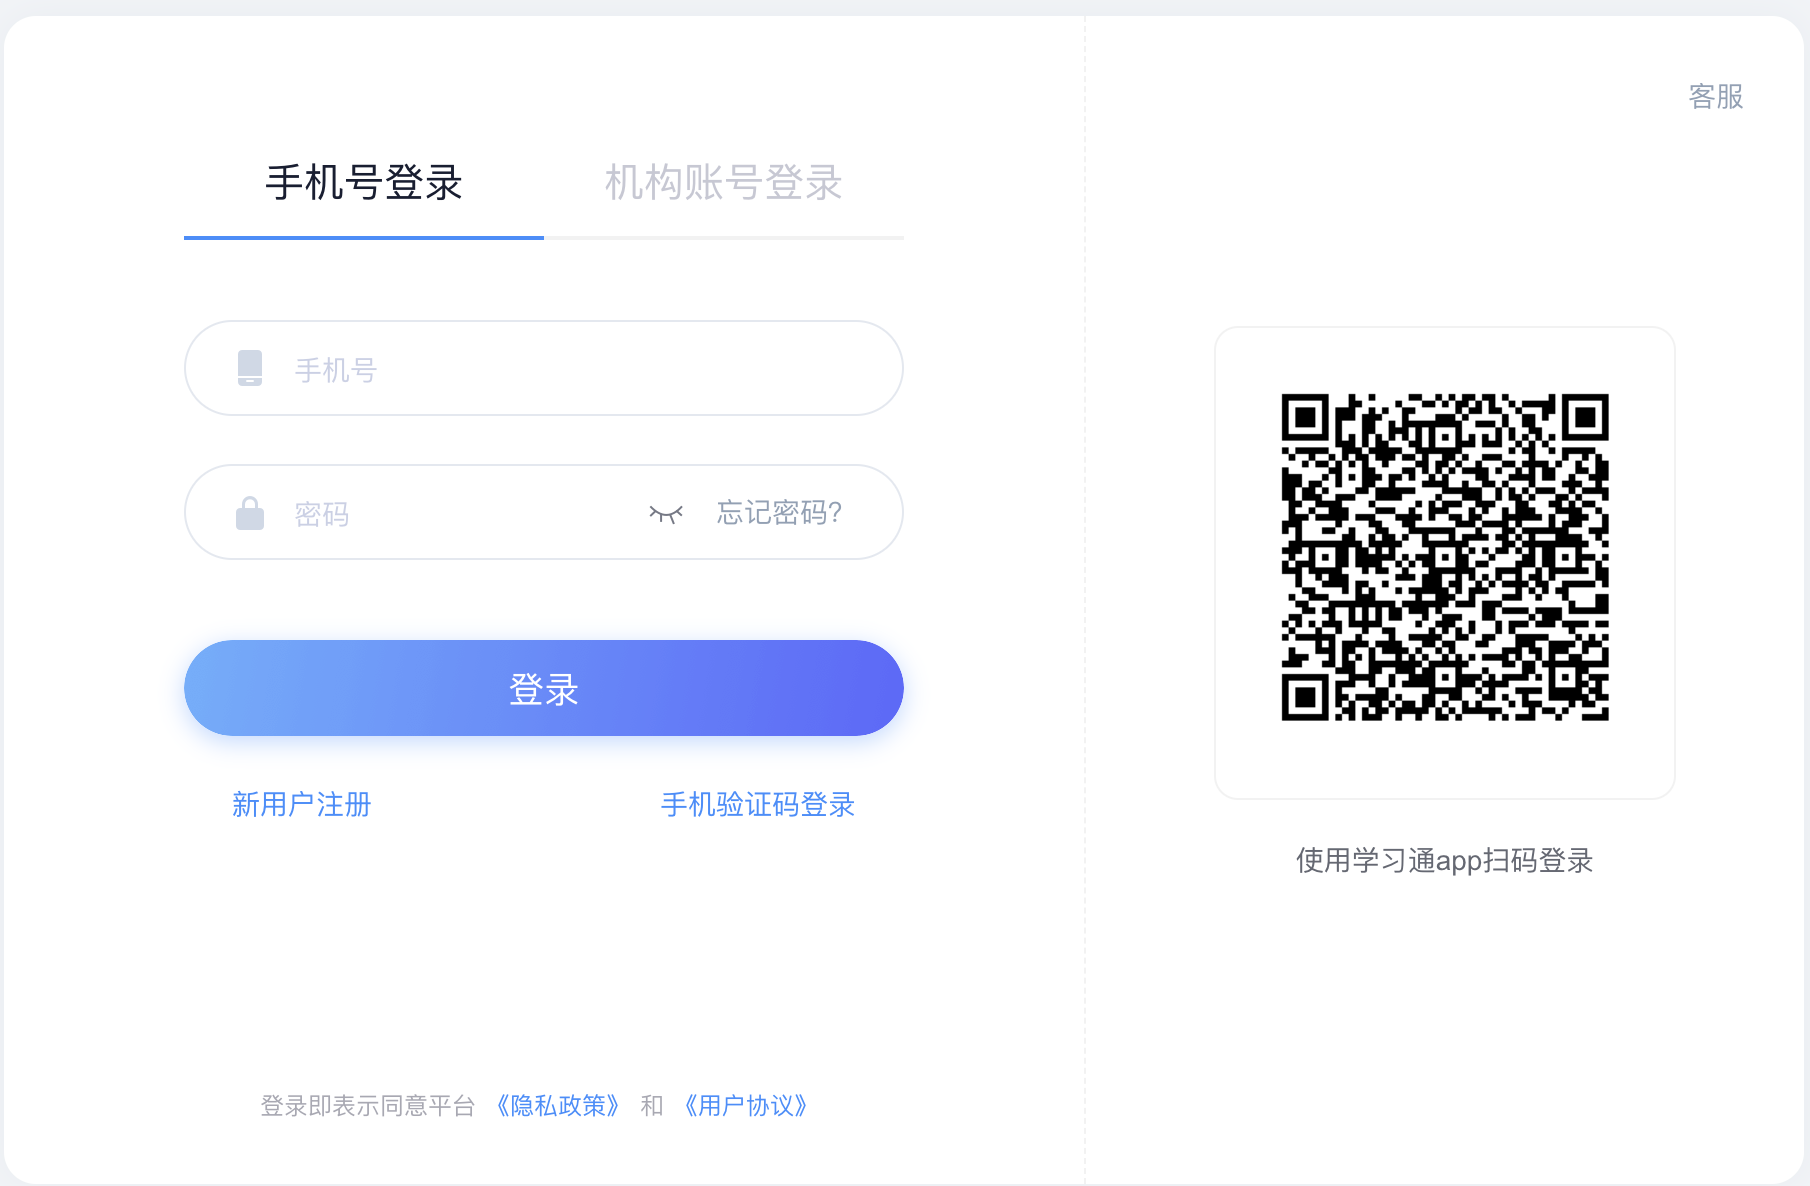 客服
手机号登录 机构账号登录
手机号
密码 忘记密码?
登录
新用户注册 手机验证码登录
使用学习通app扫码登录
登录即表示同意平台 《隐私政策》 和 《用户协议》